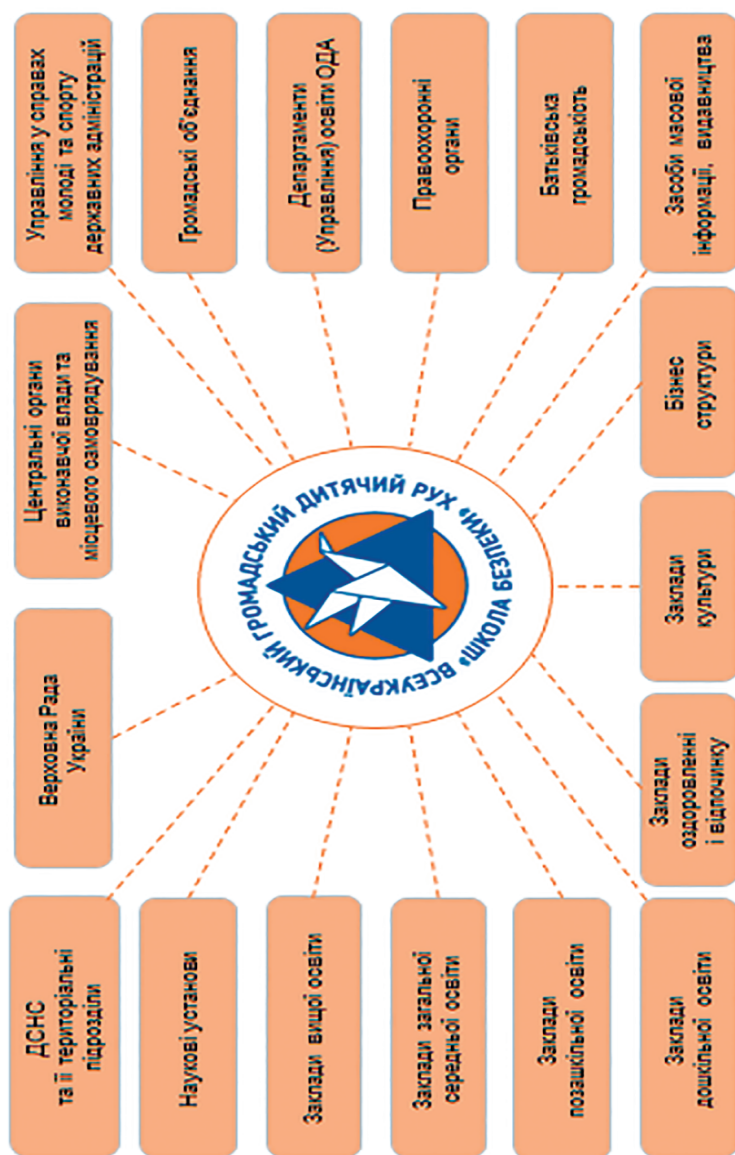 ДСНС
та її територіальні
підрозділи
Верховна Рада
України
Центральні органи
виконавчої влади та
місцевого самоврядування
Управління у справах
молоді та спорту
державних адміністрацій
Наукові установи
Громадські об'єднання
Заклади вищої освіти
Департаменти
(Управління) освіти ОДА
ВСЕУКРАЇНСЬКИЙ ГРОМАДСЬКИЙ ДИТЯЧИЙ РУХ
«ШКОЛА БЕЗПЕКИ»
Заклади загальної
середньої освіти
Правоохоронні
органи
Заклади
позашкільної освіти
Батьківська
громадськість
Заклади
дошкільної освіти
Заклади
оздоровленні
і відпочинку
Заклади
культури
Бізнес
структури
Засоби масової
інформації, видавництва